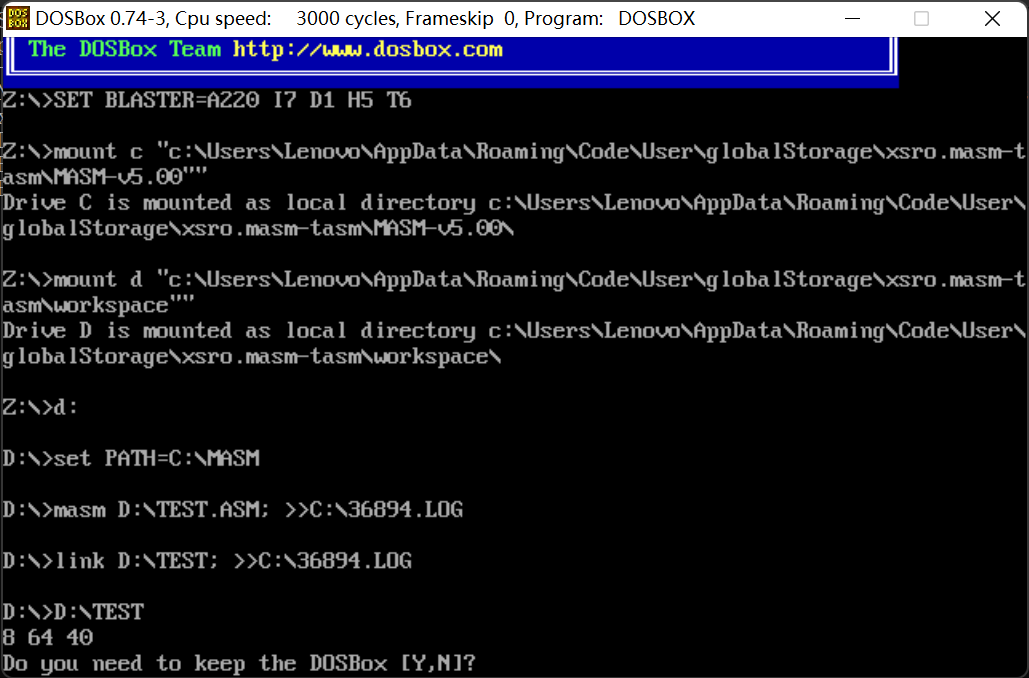 DOS
BOX
DOSBox 0.74-3, Cpu speed:    3000 cycles, Frameskip  0, Program:   DOSBOX
The DOSBox Team http://www.dosbox.com
Z:\>SET BLASTER=A220 I7 D1 H5 T6
Z:\>mount c "c:\Users\Lenovo\AppData\Roaming\Code\User\globalStorage\xsro.masm-t
asm\MASM-v5.00""
Drive C is mounted as local directory c:\Users\Lenovo\AppData\Roaming\Code\User\
globalStorage\xsro.masm-tasm\MASM-v5.00\
Z:\>mount d "c:\Users\Lenovo\AppData\Roaming\Code\User\globalStorage\xsro.masm-t
asm\workspace""
Drive D is mounted as local directory c:\Users\Lenovo\AppData\Roaming\Code\User\
globalStorage\xsro.masm-tasm\workspace\
Z:\>d:
D:\>set PATH=C:\MASM
D:\>masm D:\TEST.ASM; >>C:\36894.LOG
D:\>link D:\TEST; >>C:\36894.LOG
D:\>D:\TEST
8 64 40
Do you need to keep the DOSBox [Y,N]?